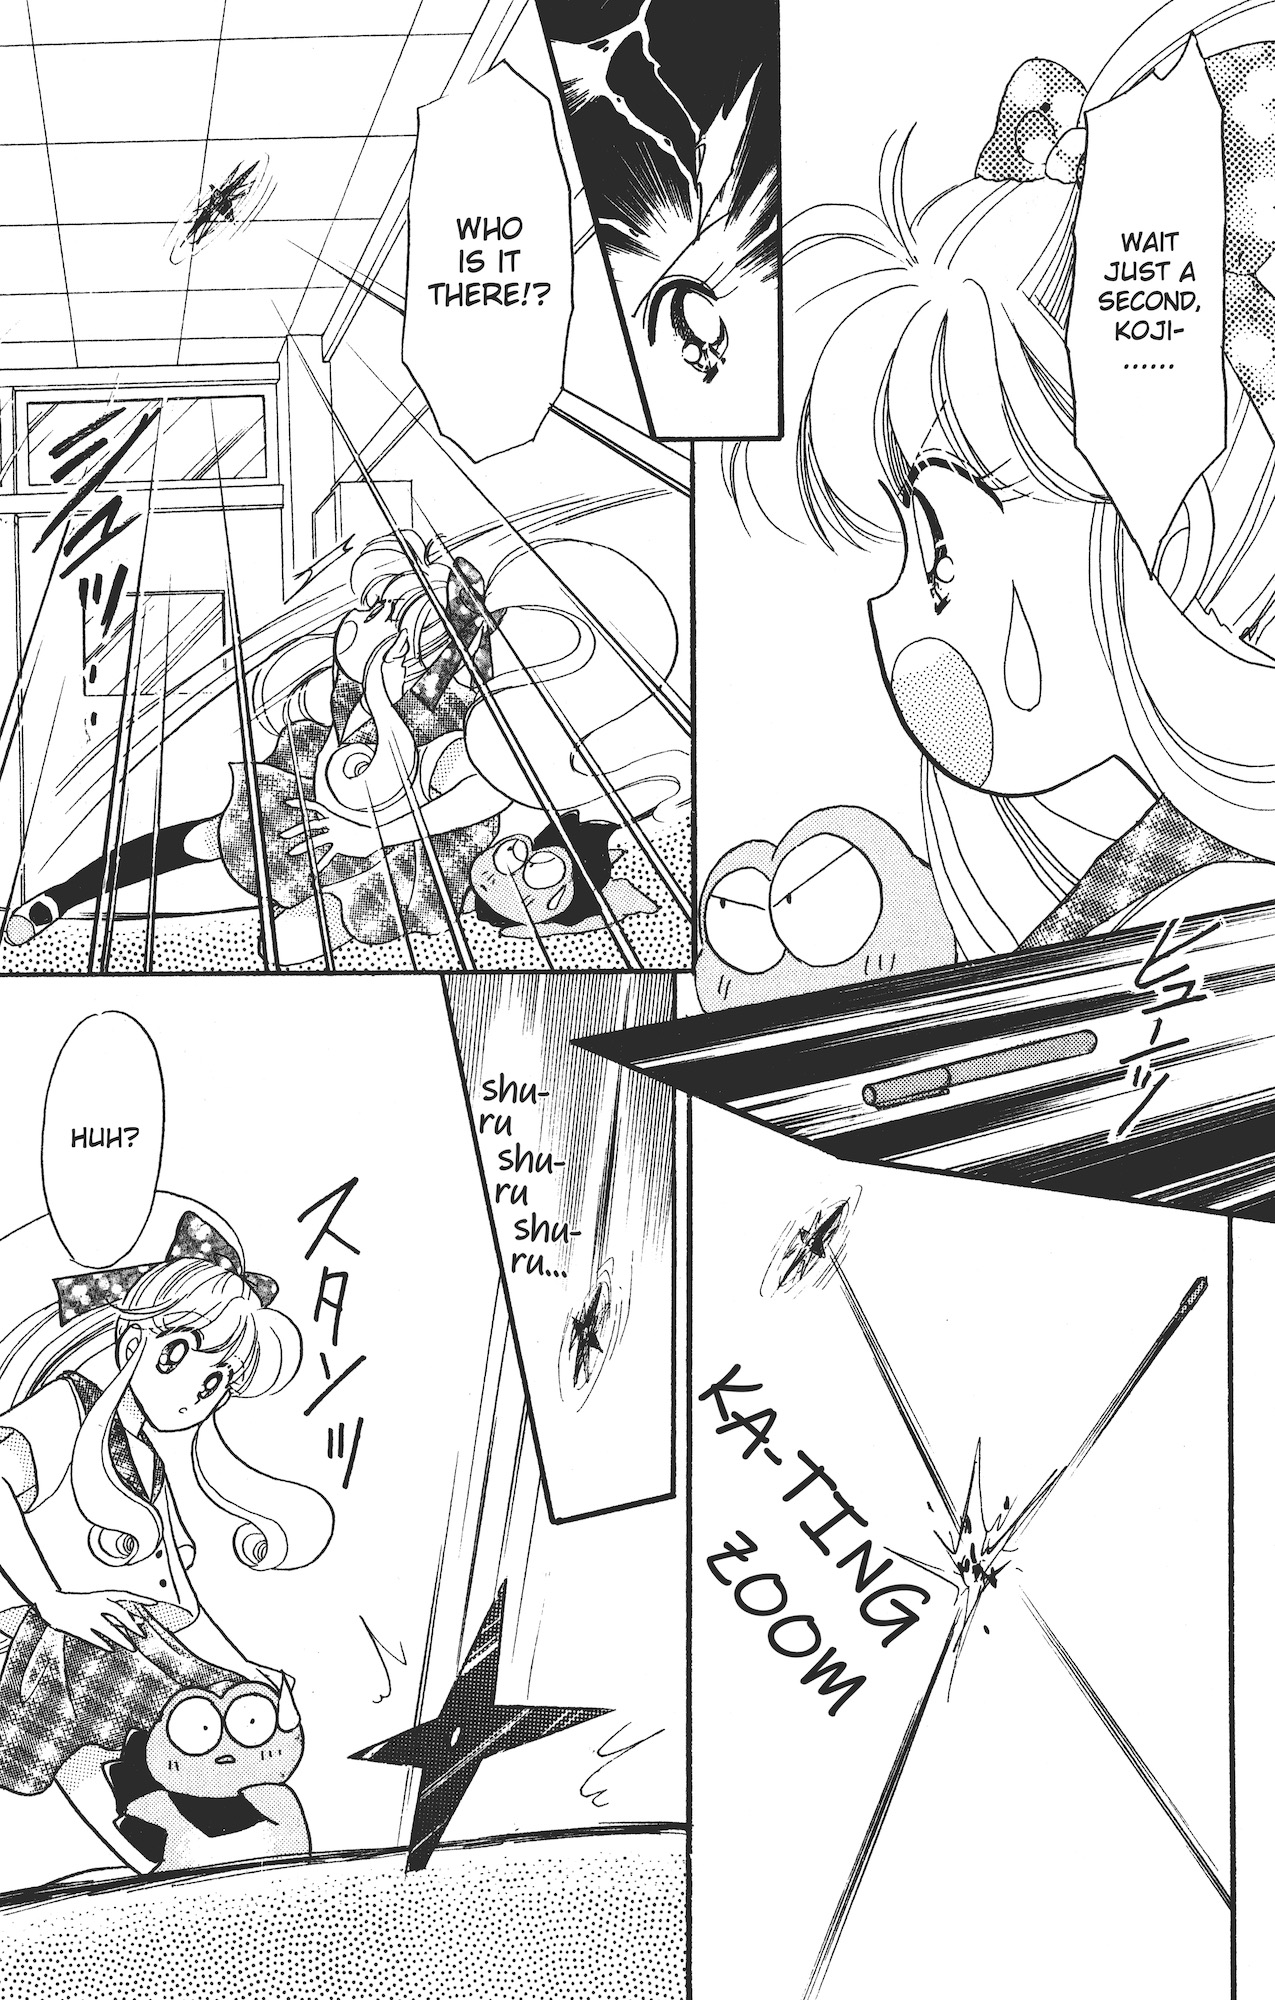 WAIT
JUST A
SECOND,
KOJI-
......
WHO
IS IT
THERE!?
シュッ
ヒューッ
KA-TING
ZOOM
shu-
ru
shu-
ru
shu-
ru...
スタンッ
HUH?